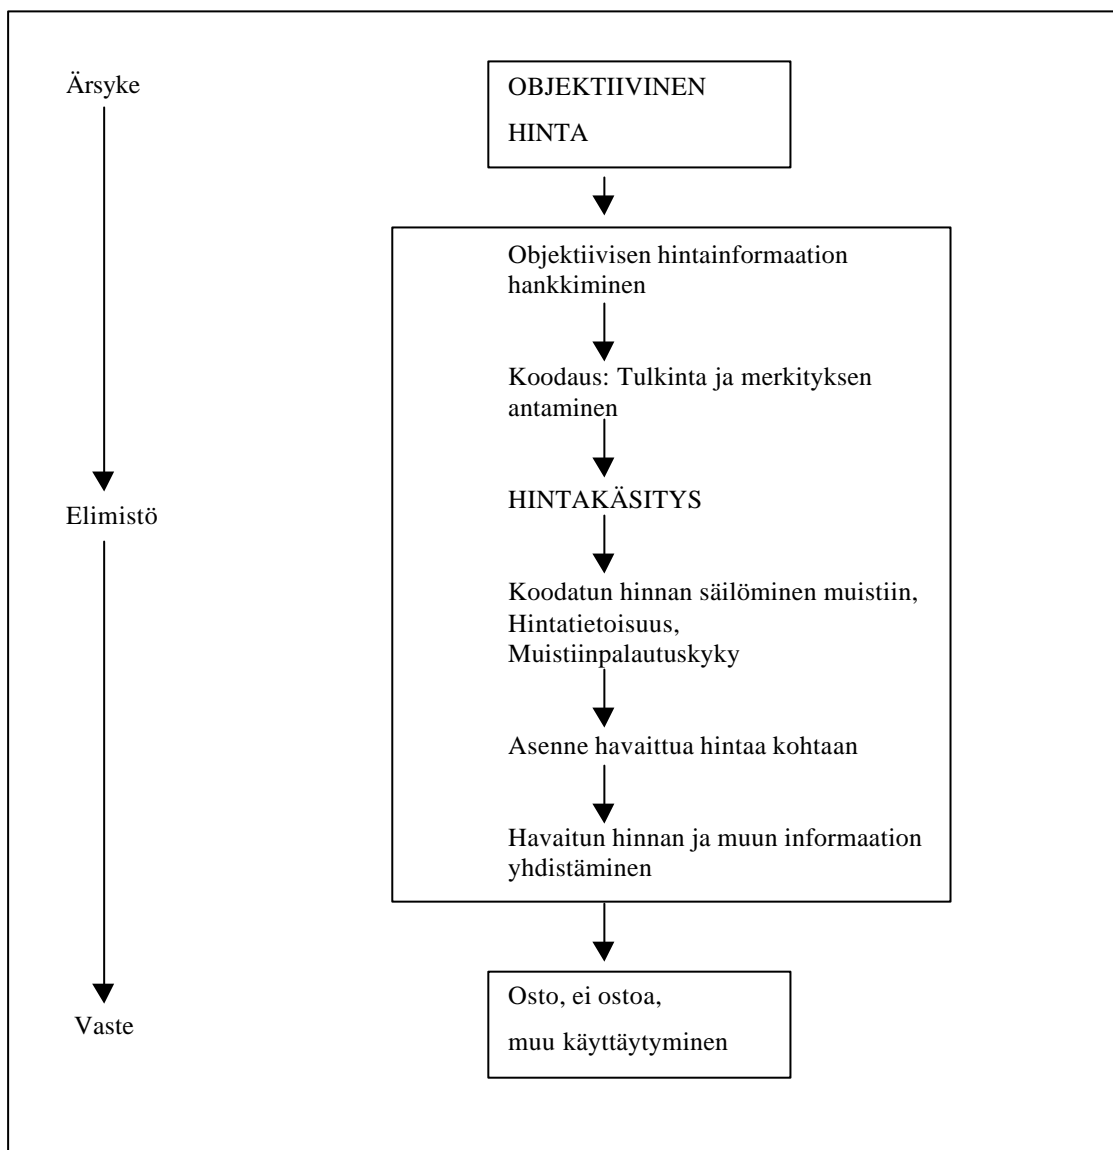 Ärsyke
OBJEKTIIVINEN
HINTA
Objektiivisen hintainformaation
hankkiminen
Koodaus: Tulkinta ja merkityksen
antaminen
HINTAKÄSITYS
Elimistö
Koodatun hinnan säilöminen muistiin,
Hintatietoisuus,
Muistiinpalautuskyky
Asenne havaittua hintaa kohtaan
Havaitun hinnan ja muun informaation
yhdistäminen
Vaste
Osto, ei ostoa,
muu käyttäytyminen